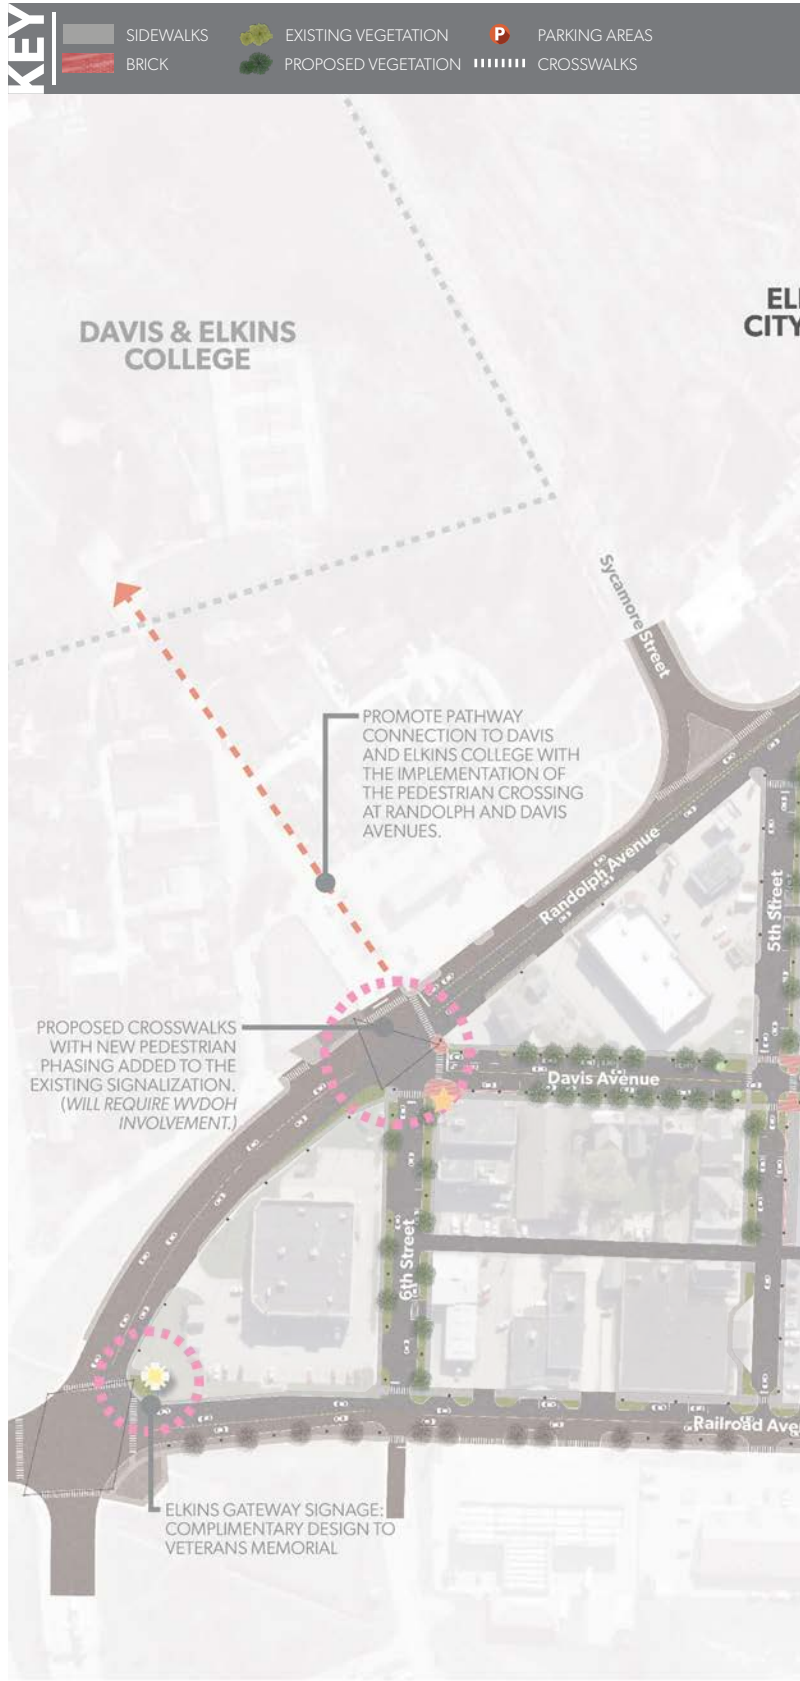 KEY
SIDEWALKS
BRICK
EXISTING VEGETATION
PROPOSED VEGETATION
P
PARKING AREAS
CROSSWALKS
DAVIS & ELKINS
COLLEGE
CITY
Sycamore Street
PROMOTE PATHWAY
CONNECTION TO DAVIS
AND ELKINS COLLEGE WITH
THE IMPLEMENTATION OF
THE PEDESTRIAN CROSSING
AT RANDOLPH AND DAVIS
AVENUES.
Randolph Avenue
5th Street
PROPOSED CROSSWALKS
WITH NEW PEDESTRIAN
PHASING ADDED TO THE
EXISTING SIGNALIZATION.
(WILL REQUIRE WVDOH
INVOLVEMENT.)
Davis Avenue
6th Street
Railroad Ave
ELKINS GATEWAY SIGNAGE:
COMPLIMENTARY DESIGN TO
VETERANS MEMORIAL